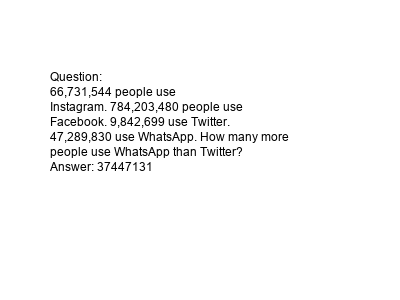 Question:
66,731,544 people use
Instagram. 784,203,480 people use
Facebook. 9,842,699 use Twitter.
47,289,830 use WhatsApp. How many more
people use WhatsApp than Twitter?
Answer: 37447131